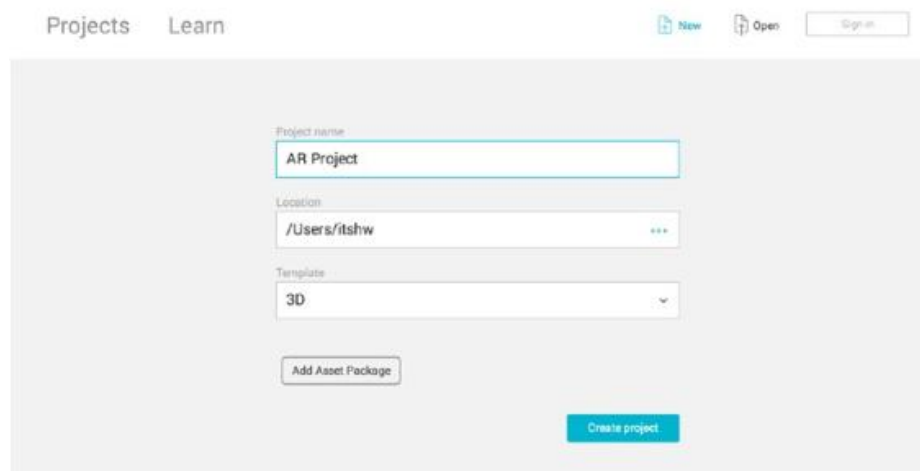 Projects Learn New Open Sign in
Project name
AR Project
Location
/Users/itshw
Template
3D
Add Asset Package
Create project